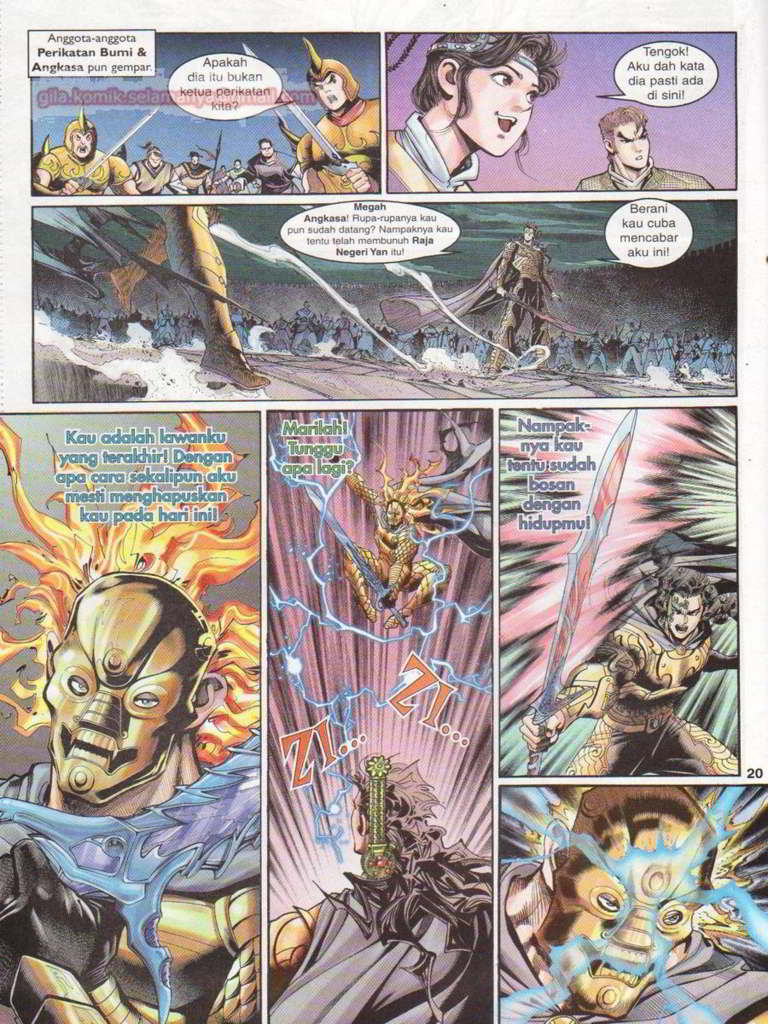 Anggota-anggota
Perikatan Bumi &
Angkasa pun gempar.
Apakah
dia itu bukan
ketua perikatan
kita?
Tengok!
Aku dah kata
dia pasti ada
di sini!
Megah
Angkasa! Rupa-rupanya kau
pun sudah datang? Nampaknya kau
tentu telah membunuh Raja
Negeri Yan itu!
Berani
kau cuba
mencabar
aku ini!
Kau adalah lawanku
yang terakhir! Dengan
apa cara sekalipun aku
mesti menghapuskan
kau pada hari ini!
Marilah!
Tunggu
apa lagi?
ZI...
ZI...
Nampak-
nya kau
tentu sudah
bosan
dengan
hidupmu!
20